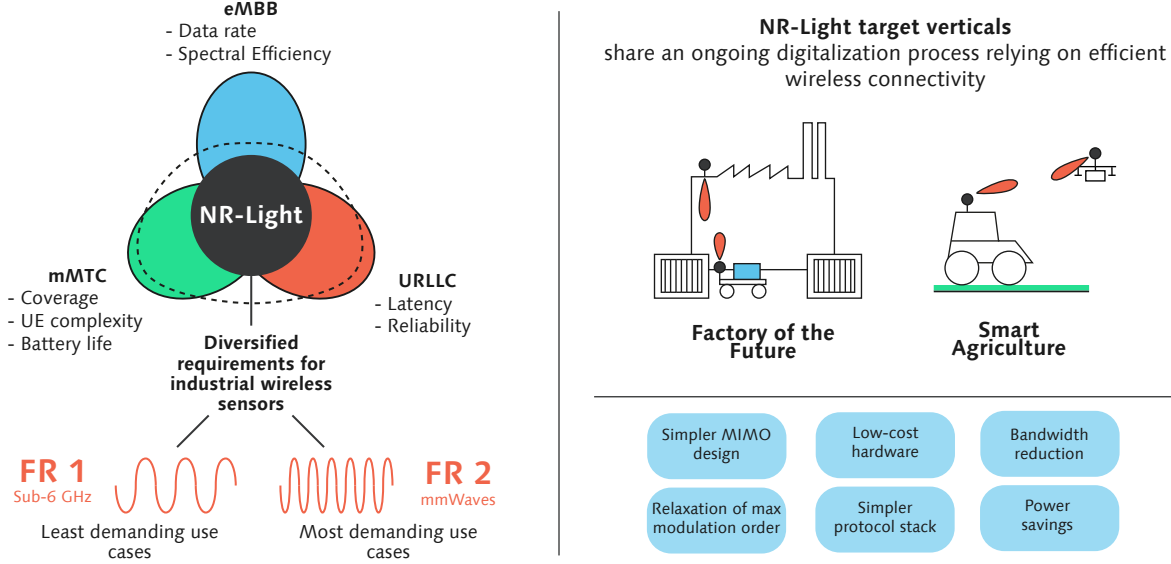 eMBB
- Data rate
- Spectral Efficiency
NR-Light
mMTC
- Coverage
- UE complexity
- Battery life
URLLC
- Latency
- Reliability
Diversified
requirements for
industrial wireless
sensors
FR 1
Sub-6 GHz
Least demanding use
cases
FR 2
mmWaves
Most demanding use
cases
NR-Light target verticals
share an ongoing digitalization process relying on efficient
wireless connectivity
Factory of the
Future
Smart
Agriculture
Simpler MIMO
design
Low-cost
hardware
Bandwidth
reduction
Relaxation of max
modulation order
Simpler
protocol stack
Power
savings